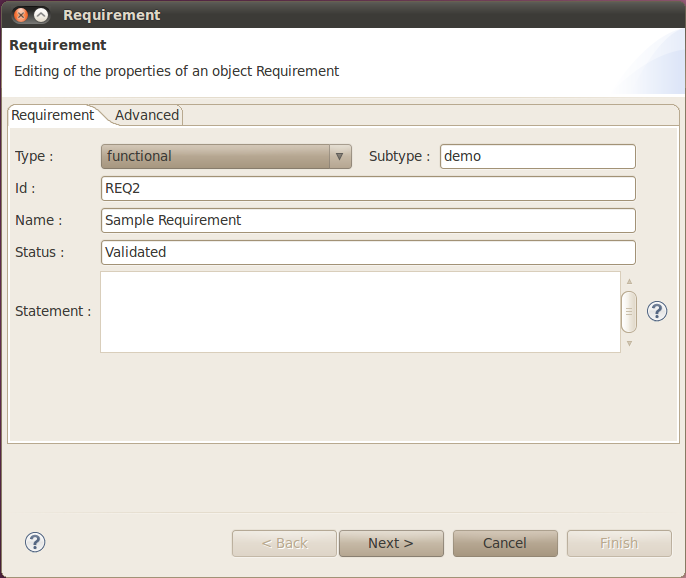 Requirement
Requirement
Editing of the properties of an object Requirement
Requirement Advanced
Type : functional Subtype : demo
Id : REQ2
Name : Sample Requirement
Status : Validated
Statement :
< Back Next > Cancel Finish